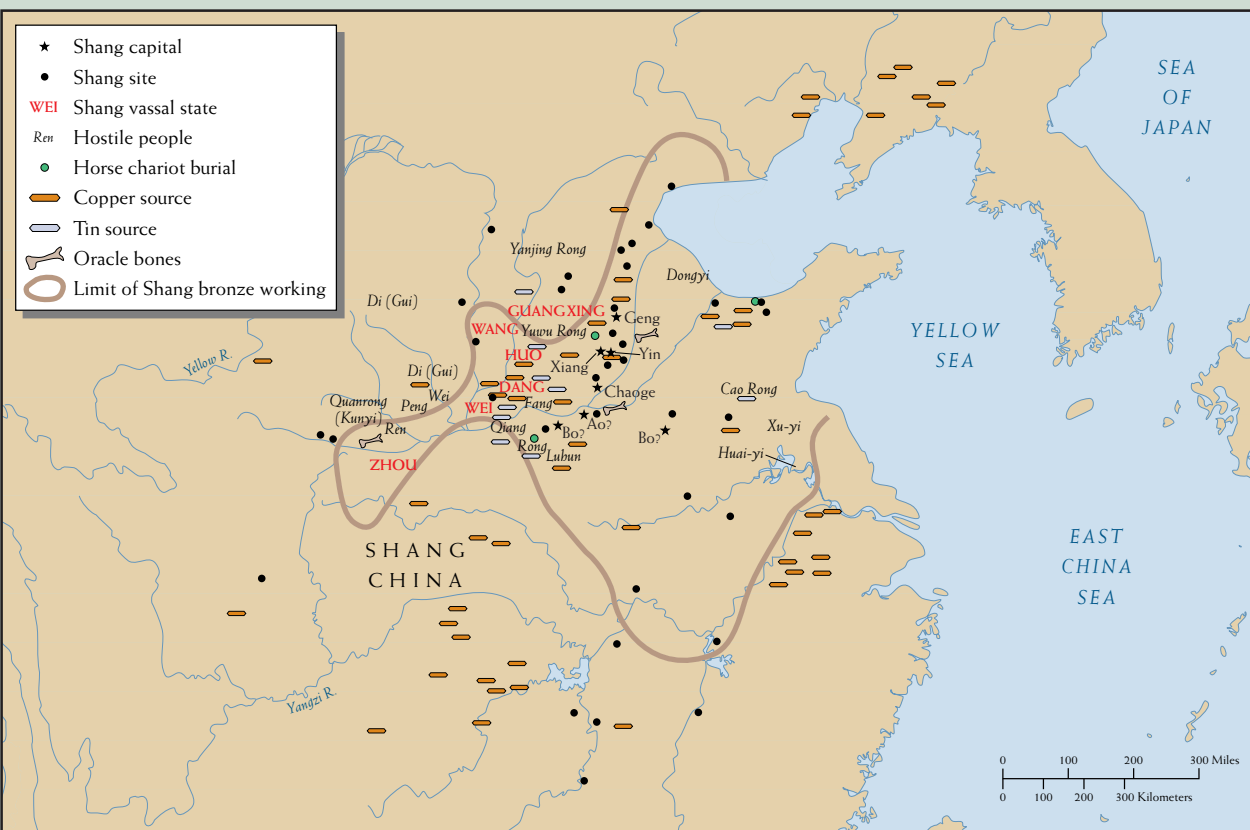 Shang capital
Shang site
WEI Shang vassal state
Ren Hostile people
Horse chariot burial
Copper source
Tin source
Oracle bones
Limit of Shang bronze working
SEA
OF
JAPAN
Yanjing Rong
Dongyi
Di (Gui)
GUANGXING
Geng
WANG
Yuwu Rong
YELLOW
SEA
HUO
Xiang
Yin
Yellow R.
Di (Gui)
DANG
Chaoge
Cao Rong
Quanrong
(Kunyi)
Peng
Wei
WEI
Fang
Ren
Qiang
Bo?
Ao?
Bo?
Xu-yi
Rong
Luhun
Huai-yi
ZHOU
SHANG
CHINA
EAST
CHINA
SEA
Yangzi R.
0 100 200 300 Miles
0 100 200 300 Kilometers